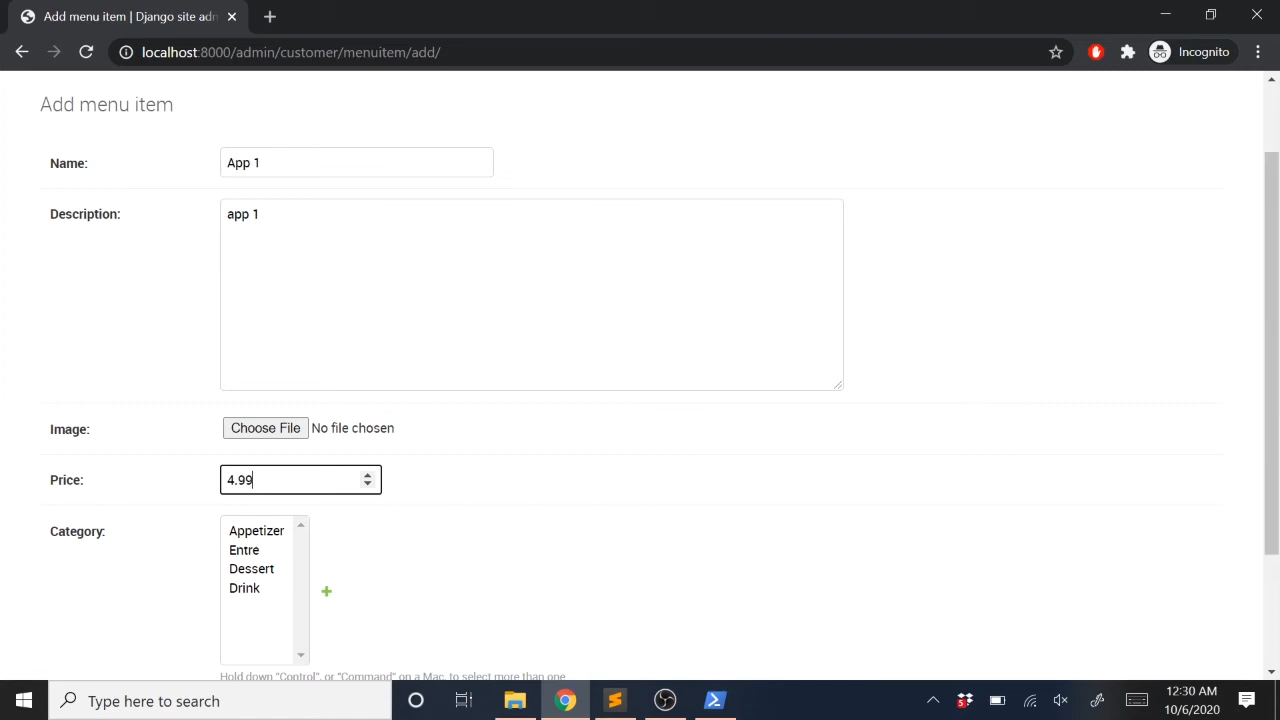 Add menu item | Django site adm
localhost:8000/admin/customer/menuitem/add/
Incognito
Add menu item
Name:
App 1
Description:
app 1
Image:
Choose File No file chosen
Price:
4.99
Category:
Appetizer
Entre
Dessert
Drink
Hold down "Control", or "Command" on a Mac, to select more than one.
Type here to search
12:30 AM
10/6/2020